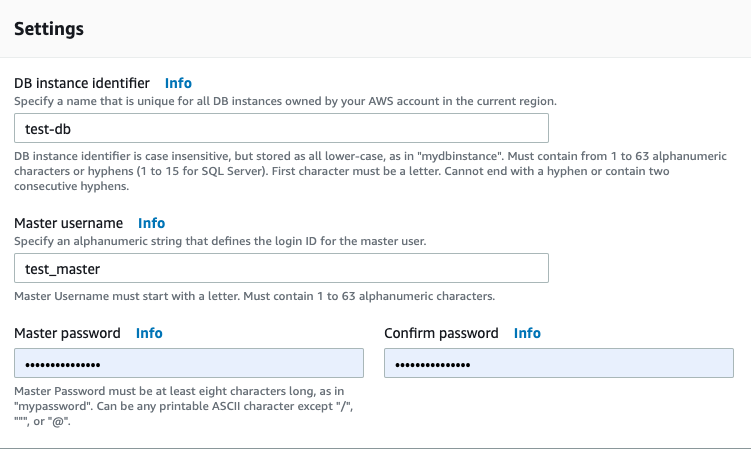 Settings
DB instance identifier Info
Specify a name that is unique for all DB instances owned by your AWS account in the current region.
test-db
DB instance identifier is case insensitive, but stored as all lower-case, as in "mydbinstance". Must contain from 1 to 63 alphanumeric
characters or hyphens (1 to 15 for SQL Server). First character must be a letter. Cannot end with a hyphen or contain two
consecutive hyphens.
Master username Info
Specify an alphanumeric string that defines the login ID for the master user.
test_master
Master Username must start with a letter. Must contain 1 to 63 alphanumeric characters.
Master password Info Confirm password Info
••••••••••••••• •••••••••••••••
Master Password must be at least eight characters long, as in
"mypassword". Can be any printable ASCII character except "/",
""", or "@".